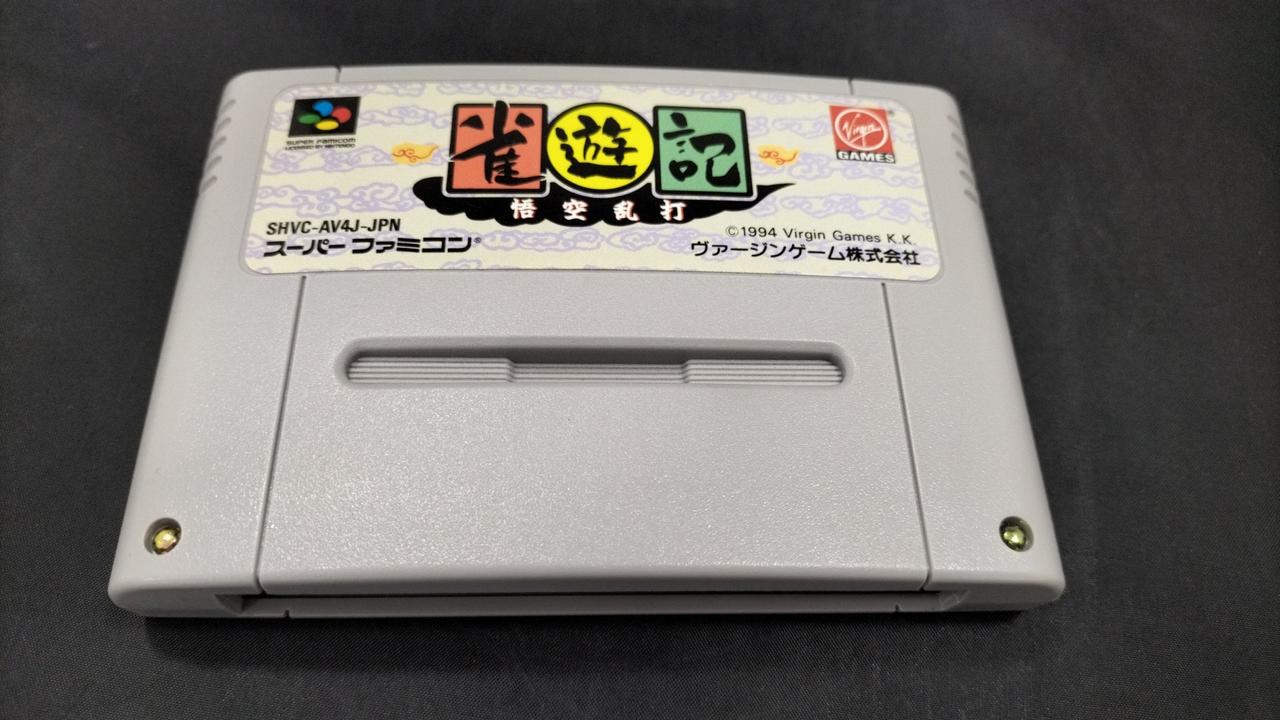 SUPER FAMICOM
LICENSED BY NINTENDO
雀遊記
悟空乱打
Virgin
GAMES
SHVC-AV4J-JPN
スーパーファミコン®
©1994 Virgin Games K.K.
ヴァージンゲーム株式会社